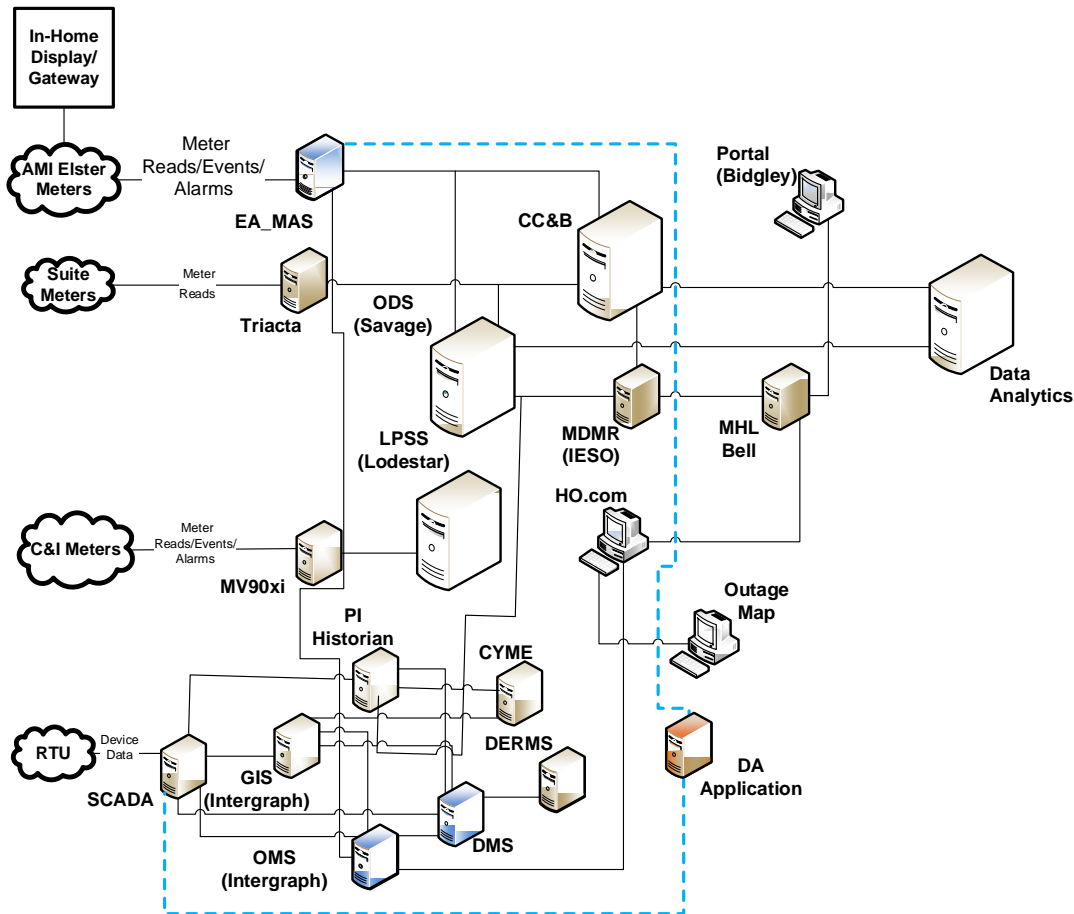 In-Home
Display/
Gateway
AMI Elster
Meters
Meter
Reads/Events/
Alarms
EA_MAS
CC&B
Portal
(Bidgley)
Suite
Meters
Meter
Reads
Triacta
ODS
(Savage)
Data
Analytics
LPSS
(Lodestar)
MDMR
(IESO)
MHL
Bell
HO.com
C&I Meters
Meter
Reads/Events/
Alarms
MV90xi
Outage
Map
PI
Historian
CYME
RTU
Device
Data
SCADA
GIS
(Intergraph)
DERMS
DA
Application
OMS
(Intergraph)
DMS